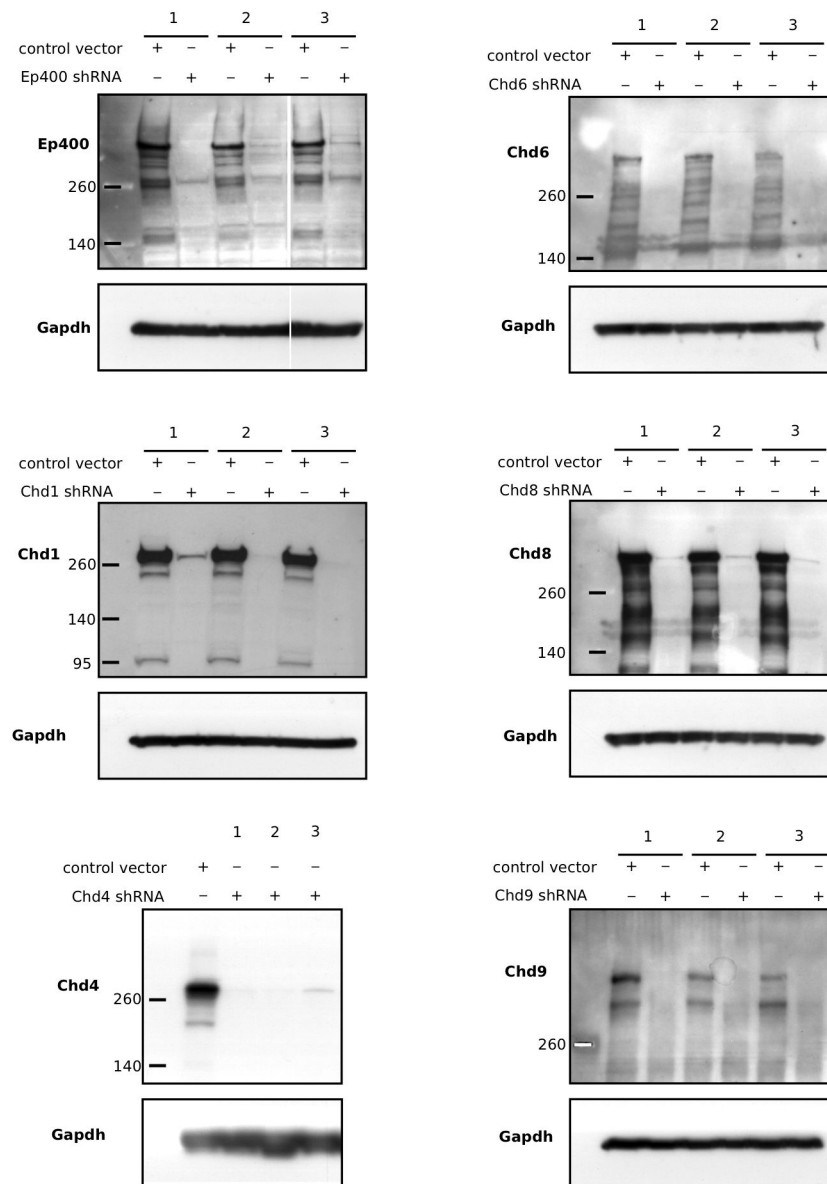 1 2 3
control vector + – + – + –
Ep400 shRNA – + – + – +
Ep400
260
140
Gapdh
1 2 3
control vector + – + – + –
Chd6 shRNA – + – + – +
Chd6
260
140
Gapdh
1 2 3
control vector + – + – + –
Chd1 shRNA – + – + – +
Chd1
260
140
95
Gapdh
1 2 3
control vector + – + – + –
Chd8 shRNA – + – + – +
Chd8
260
140
Gapdh
1 2 3
control vector + – – –
Chd4 shRNA – + + +
Chd4
260
140
Gapdh
1 2 3
control vector + – + – + –
Chd9 shRNA – + – + – +
Chd9
260
Gapdh